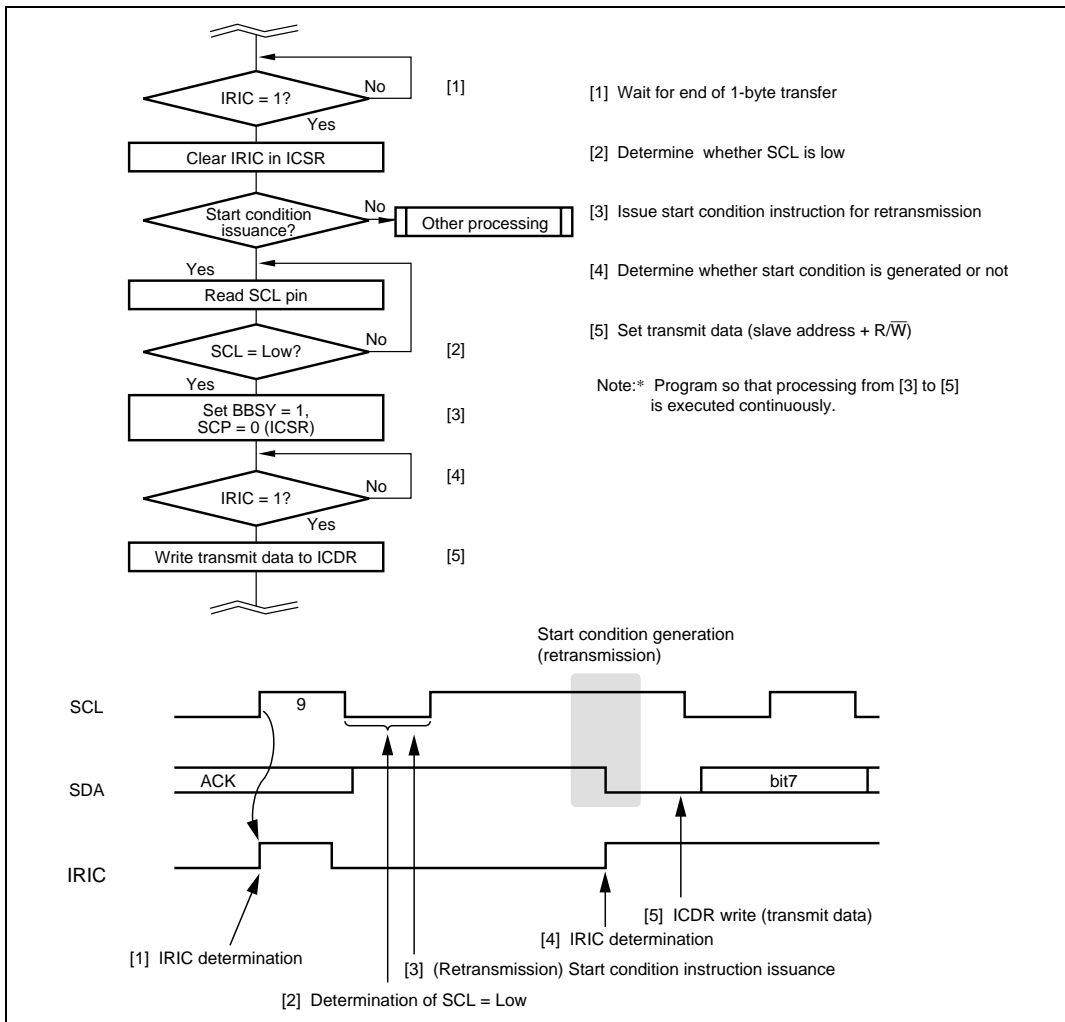 IRIC = 1?
No
[1]
Yes
Clear IRIC in ICSR
Start condition
issuance?
No
Other processing
Yes
Read SCL pin
SCL = Low?
No
[2]
Yes
Set BBSY = 1,
SCP = 0 (ICSR)
[3]
IRIC = 1?
No
[4]
Yes
Write transmit data to ICDR
[5]
[1] Wait for end of 1-byte transfer
[2] Determine whether SCL is low
[3] Issue start condition instruction for retransmission
[4] Determine whether start condition is generated or not
[5] Set transmit data (slave address + R/W̅)
Note:* Program so that processing from [3] to [5]
is executed continuously.
Start condition generation
(retransmission)
SCL
9
SDA
ACK
bit7
IRIC
[5] ICDR write (transmit data)
[4] IRIC determination
[1] IRIC determination
[3] (Retransmission) Start condition instruction issuance
[2] Determination of SCL = Low